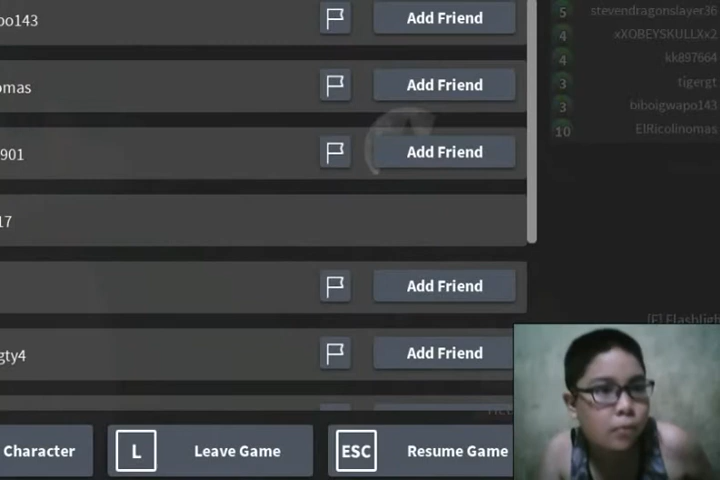 5 stevendragonslayer36
oo143 Add Friend
4 xXOBEYSKULLXx2
4 kk897664
omas Add Friend
3 tigergt
3 biboigwapo143
10 ElRicolinomas
901 Add Friend
17
Add Friend
[F] Flashligh
gty4 Add Friend
Character L Leave Game ESC Resume Game